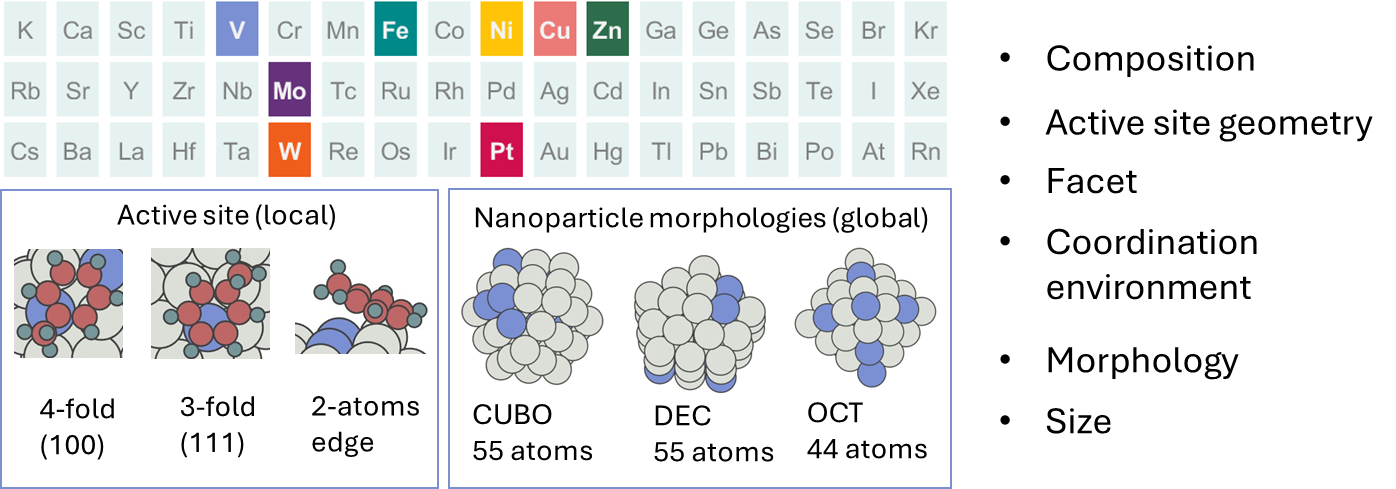 K Ca Sc Ti V Cr Mn Fe Co Ni Cu Zn Ga Ge As Se Br Kr
Rb Sr Y Zr Nb Mo Tc Ru Rh Pd Ag Cd In Sn Sb Te I Xe
Cs Ba La Hf Ta W Re Os Ir Pt Au Hg Tl Pb Bi Po At Rn
Active site (local)
4-fold
(100)
3-fold
(111)
2-atoms
edge
Nanoparticle morphologies (global)
CUBO
55 atoms
DEC
55 atoms
OCT
44 atoms
• Composition
• Active site geometry
• Facet
• Coordination
environment
• Morphology
• Size